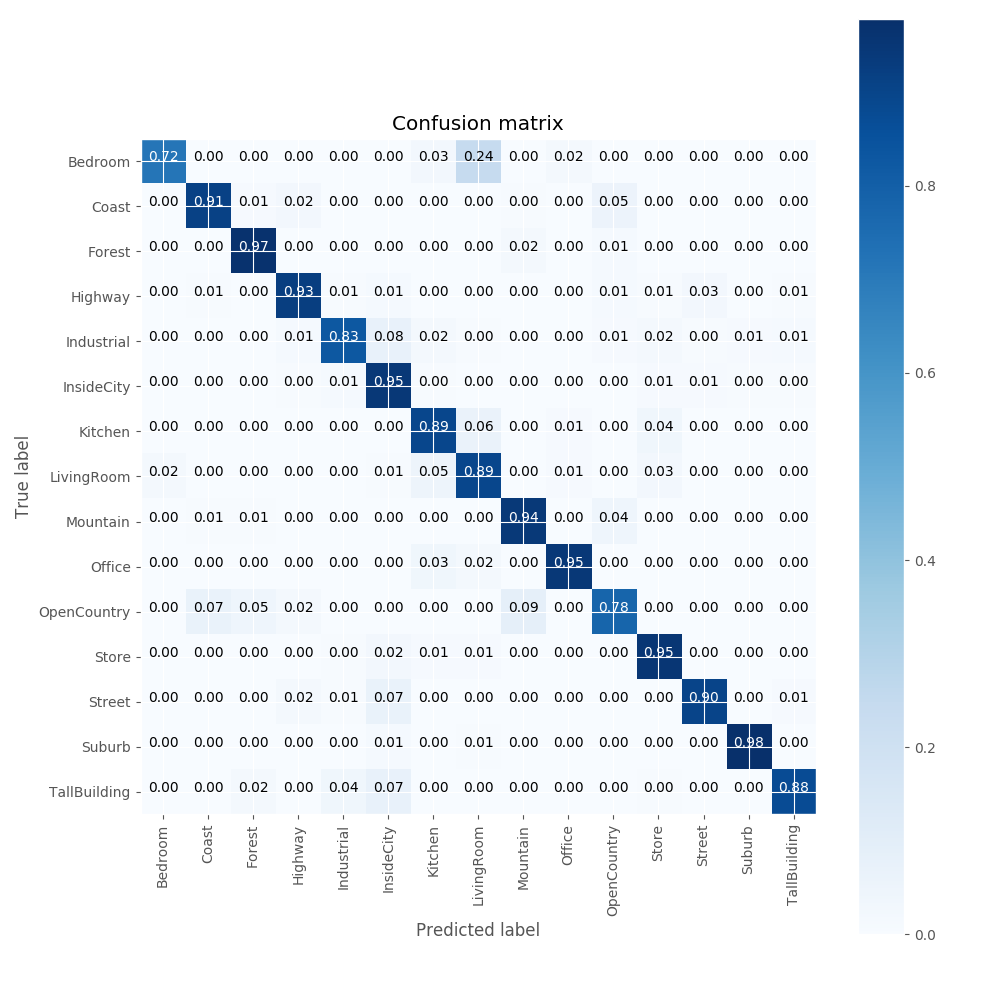 Confusion matrix
Bedroom 0.72 0.00 0.00 0.00 0.00 0.00 0.03 0.24 0.00 0.02 0.00 0.00 0.00 0.00 0.00
Coast 0.00 0.91 0.01 0.02 0.00 0.00 0.00 0.00 0.00 0.00 0.05 0.00 0.00 0.00 0.00
Forest 0.00 0.00 0.97 0.00 0.00 0.00 0.00 0.00 0.02 0.00 0.01 0.00 0.00 0.00 0.00
Highway 0.00 0.01 0.00 0.93 0.01 0.01 0.00 0.00 0.00 0.00 0.01 0.01 0.03 0.00 0.01
Industrial 0.00 0.00 0.00 0.01 0.83 0.08 0.02 0.00 0.00 0.00 0.01 0.02 0.00 0.01 0.01
InsideCity 0.00 0.00 0.00 0.00 0.01 0.95 0.00 0.00 0.00 0.00 0.00 0.01 0.01 0.00 0.00
Kitchen 0.00 0.00 0.00 0.00 0.00 0.00 0.89 0.06 0.00 0.01 0.00 0.04 0.00 0.00 0.00
LivingRoom 0.02 0.00 0.00 0.00 0.00 0.01 0.05 0.89 0.00 0.01 0.00 0.03 0.00 0.00 0.00
Mountain 0.00 0.01 0.01 0.00 0.00 0.00 0.00 0.00 0.94 0.00 0.04 0.00 0.00 0.00 0.00
Office 0.00 0.00 0.00 0.00 0.00 0.00 0.03 0.02 0.00 0.95 0.00 0.00 0.00 0.00 0.00
OpenCountry 0.00 0.07 0.05 0.02 0.00 0.00 0.00 0.00 0.09 0.00 0.78 0.00 0.00 0.00 0.00
Store 0.00 0.00 0.00 0.00 0.00 0.02 0.01 0.01 0.00 0.00 0.00 0.95 0.00 0.00 0.00
Street 0.00 0.00 0.00 0.02 0.01 0.07 0.00 0.00 0.00 0.00 0.00 0.00 0.90 0.00 0.01
Suburb 0.00 0.00 0.00 0.00 0.00 0.01 0.00 0.01 0.00 0.00 0.00 0.00 0.00 0.98 0.00
TallBuilding 0.00 0.00 0.02 0.00 0.04 0.07 0.00 0.00 0.00 0.00 0.00 0.00 0.00 0.00 0.88
True label
Bedroom Coast Forest Highway Industrial InsideCity Kitchen LivingRoom Mountain Office OpenCountry Store Street Suburb TallBuilding
Predicted label
0.8
0.6
0.4
0.2
0.0